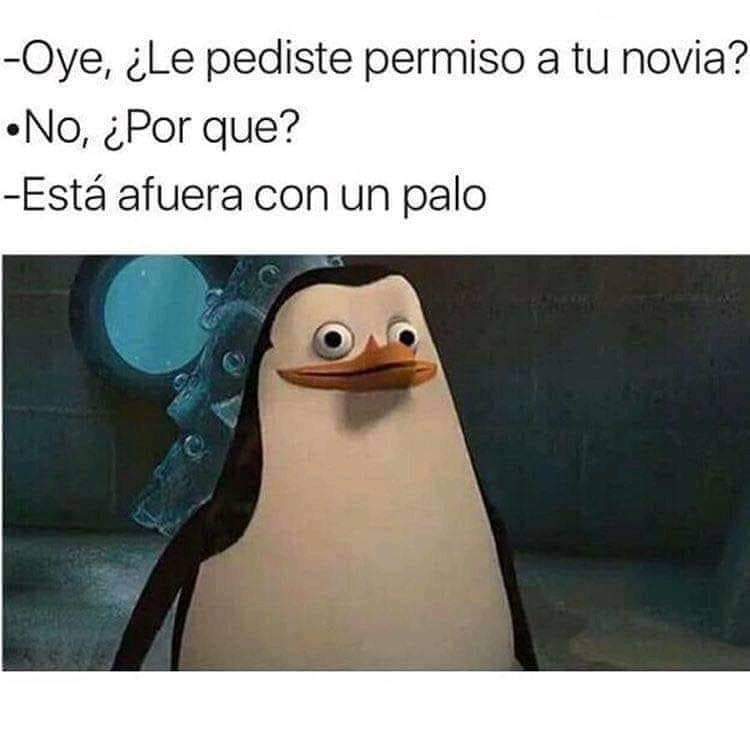 -Oye, ¿Le pediste permiso a tu novia?
•No, ¿Por que?
-Está afuera con un palo